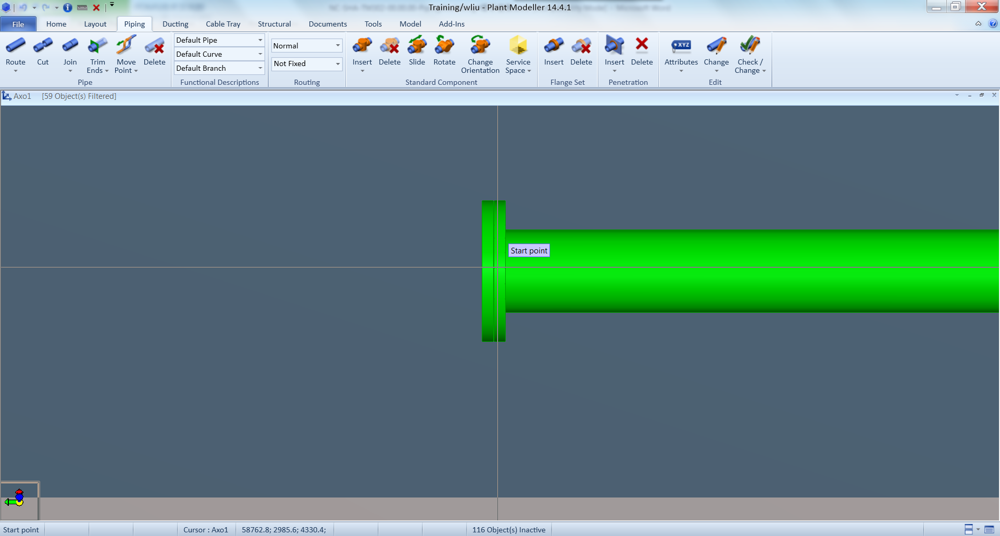 Training/wliu - Plant Modeller 14.4.1
File Home Layout Piping Ducting Cable Tray Structural Documents Tools Model Add-Ins
Route Cut Join Trim Ends Move Point Delete
Pipe
Default Pipe
Default Curve
Default Branch
Functional Descriptions
Normal
Not Fixed
Routing
Insert Delete Slide Rotate Change Orientation Service Space
Standard Component
Insert Delete
Flange Set
Insert Delete
Penetration
XYZ
Attributes Change Check / Change
Edit
Axo1 [59 Object(s) Filtered]
Start point
Start point Cursor : Axo1 58762.8; 2985.6; 4330.4; 116 Object(s) Inactive